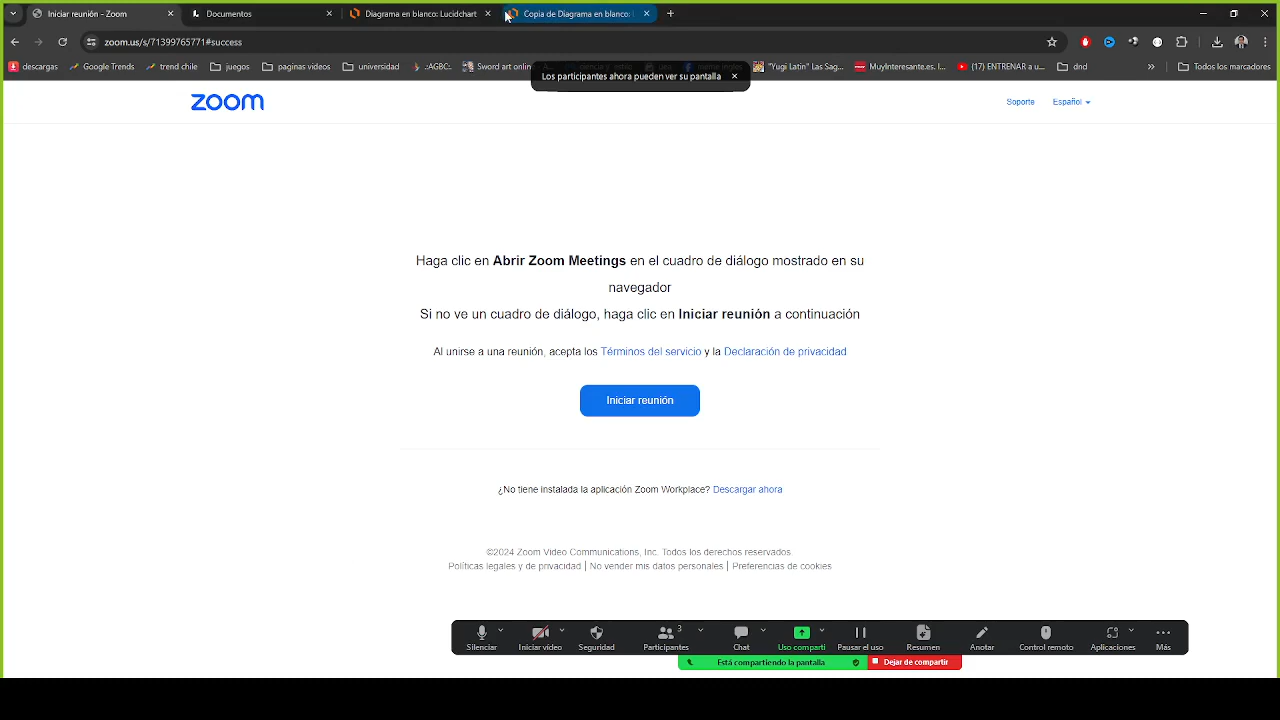 Iniciar reunión - Zoom
Documentos
Diagrama en blanco: Lucidchart
Copia de Diagrama en blanco:
zoom.us/s/71399765771#success
descargas
Google Trends
trend chile
juegos
paginas videos
universidad
::AGBC:.
Sword art onlin
"Yugi Latin" Las Sag...
MuyInteresante.es. I...
(17) ENTRENAR a u...
dnd
»
Todos los marcadores
Los participantes ahora pueden ver su pantalla
zoom
Soporte
Español
Haga clic en Abrir Zoom Meetings en el cuadro de diálogo mostrado en su
navegador
Si no ve un cuadro de diálogo, haga clic en Iniciar reunión a continuación
Al unirse a una reunión, acepta los Términos del servicio y la Declaración de privacidad
Iniciar reunión
¿No tiene instalada la aplicación Zoom Workplace? Descargar ahora
©2024 Zoom Video Communications, Inc. Todos los derechos reservados.
Políticas legales y de privacidad | No vender mis datos personales | Preferencias de cookies
3
Silenciar
Iniciar vídeo
Seguridad
Participantes
Chat
Uso comparti
Pausar el uso
Resumen
Anotar
Control remoto
Aplicaciones
Más
Está compartiendo la pantalla
Dejar de compartir